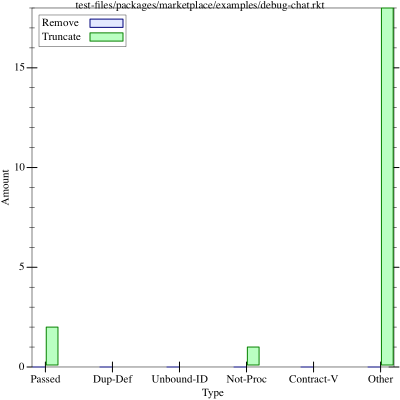 test-files/packages/marketplace/examples/debug-chat.rkt
Remove
Truncate
15
10
5
0
Amount
Passed Dup-Def Unbound-ID Not-Proc Contract-V Other
Type